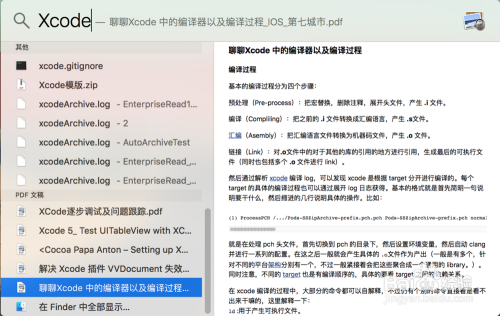 Xcode — 聊聊Xcode 中的编译器以及编译过程_IOS_第七城市.pdf
其他
xcode.gitignore
Xcode模版.zip
xcodeArchive.log - EnterpriseRead1...
xcodeArchive.log - 2
xcodeArchive.log - AutoArchiveTest
xcodeArchive.log - EnterpriseRead_...
xcodeArchive.log - EnterpriseRead_...
PDF 文稿
XCode逐步调试及问题跟踪.pdf
Xcode 5_ Test UITableView with XC...
<Cocoa Papa Anton – Setting up X...
解决 Xcode 插件 VVDocument 失效...
聊聊Xcode 中的编译器以及编译过程...
在 Finder 中全部显示...
聊聊Xcode 中的编译器以及编译过程
编译过程
基本的编译过程分为四个步骤：
预处理（Pre-process）：把宏替换，删除注释，展开头文件，产生 .i 文件。
编译（Compliling）：把之前的 .i 文件转换成汇编语言，产生 .s文件。
汇编（Asembly）：把汇编语言文件转换为机器码文件，产生 .o 文件。
链接（Link）：对.o文件中的对于其他的库的引用的地方进行引用，生成最后的可执行文
件（同时也包括多个 .o 文件进行 link）。
然后通过解析 xcode 编译 log，可以发现 xcode 是根据 target 分开进行编译的。每个
target 的具体的编译过程也可以通过展开 log 日志获得。基本的格式就是首先简明一句说
明要干什么，然后缩进的几行说明具体的操作。比如：
(1) ProcessPCH /.../Pods-SSZipArchive-prefix.pch.pch Pods-SSZipArchive-prefix.pch normal
就是在处理 pch 头文件，首先切换到 pch 的目录下，然后设置环境变量，然后启动 clang
并进行一系列的配置。在这之后一般就会产生具体的 .o文件作为产出（一般是有多个，针
对不同的平台架构分别有一个，不过一般紧接着会把这些聚合成一个通用的 library。）。
同时注意，不同的 target 也是有编译顺序的，具体的要看 target 之间的依赖关系。
在 xcode 的编译过程中，大部分的命令都可以自解释，不过仍有个别的命令直接看是看不
出来干嘛的，这里解释一下：
ld :用于产生可执行文件。